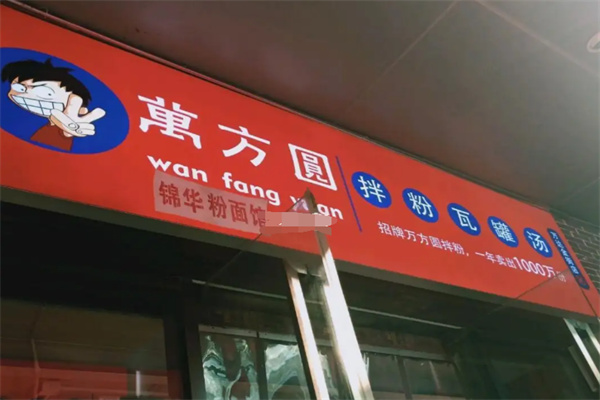 萬方圓
wan fang yuan
锦华粉面馆
拌粉瓦罐汤
招牌万方圆拌粉，一年卖出1000万